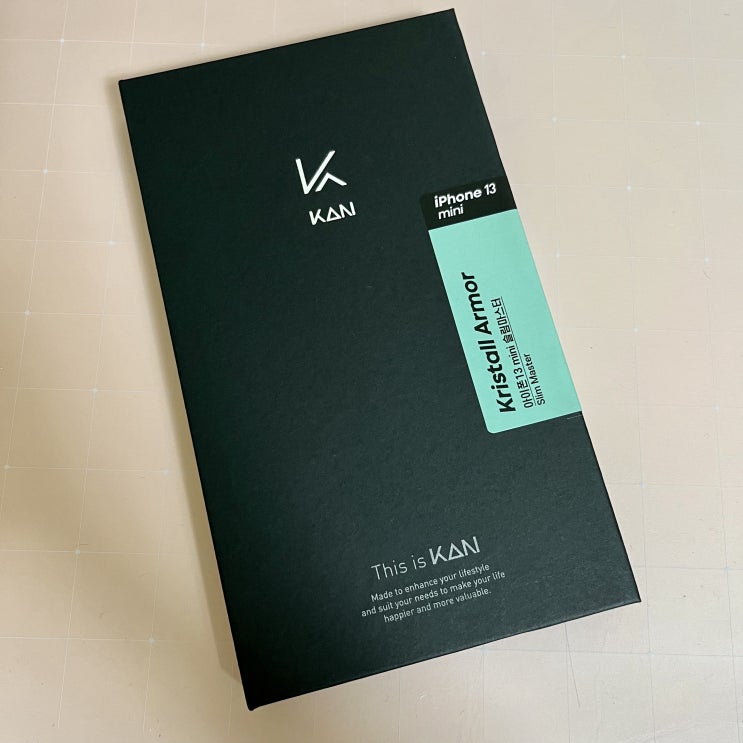 KAN
iPhone 13
mini
Kristall Armor
아이폰13 mini 슬림마스터
Slim Master
This is KAN
Made to enhance your lifestyle
and suit your needs to make your life
happier and more valuable.